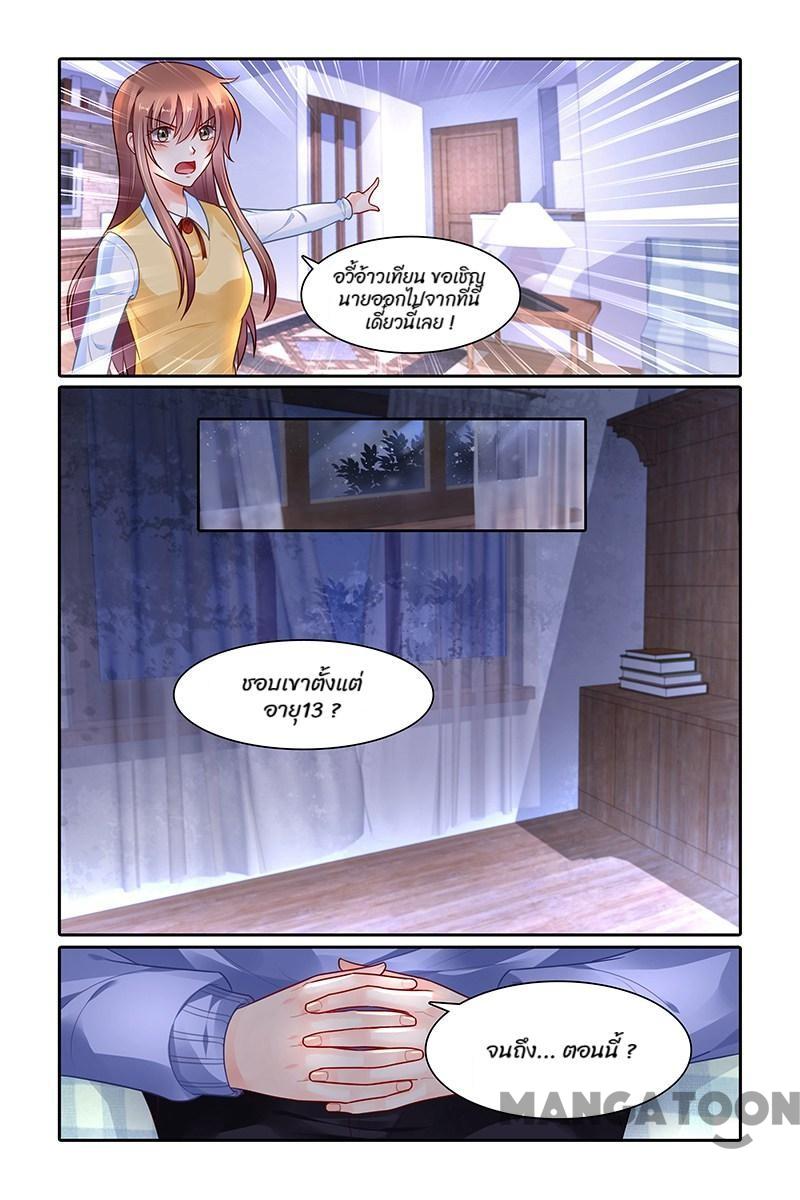 อวี้อ้าวเทียน ขอเชิญ
นายออกไปจากที่นี่
เดี๋ยวนี้เลย !
ชอบเขาตั้งแต่
อายุ13 ?
จนถึง... ตอนนี้ ?
MANGATOON